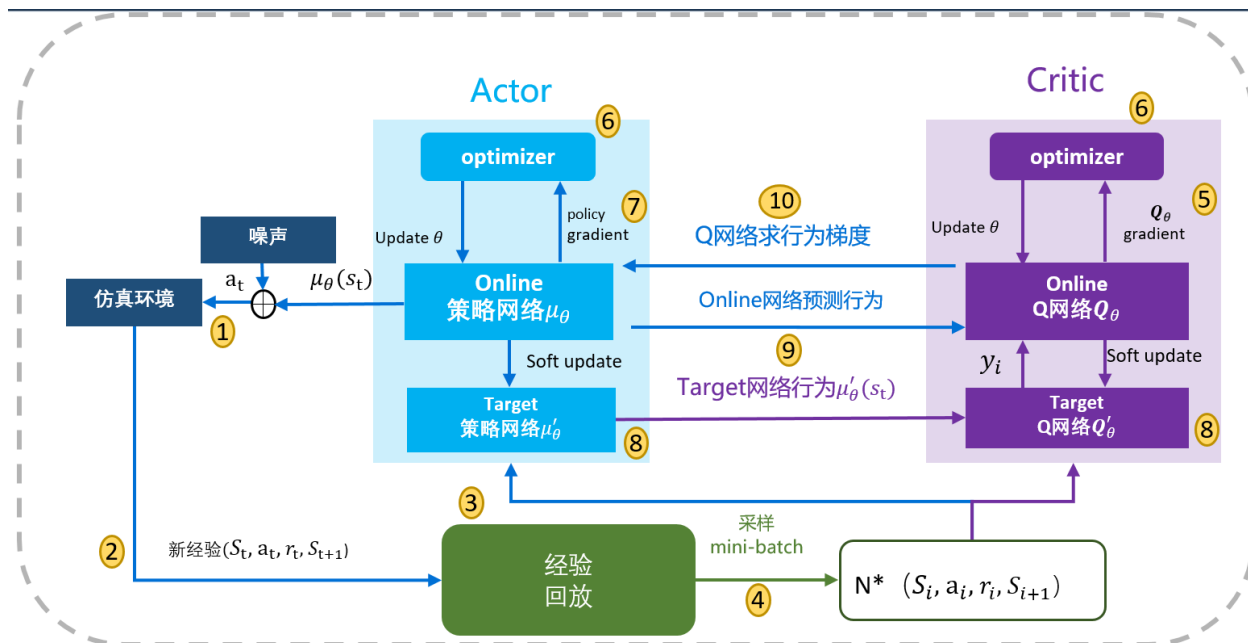 Actor
Critic
6
6
optimizer
optimizer
7
5
10
policy
gradient
Update θ
Q网络求行为梯度
Update θ
Q_θ
gradient
噪声
a_t
μ_θ(s_t)
仿真环境
Online
策略网络μ_θ
Online网络预测行为
Online
Q网络Q_θ
1
9
Soft update
y_i
Soft update
Target网络行为μ'_θ(s_t)
Target
策略网络μ'_θ
Target
Q网络Q'_θ
8
8
3
采样
mini-batch
2
新经验(S_t, a_t, r_t, S_{t+1})
经验
回放
4
N* (S_i, a_i, r_i, S_{i+1})